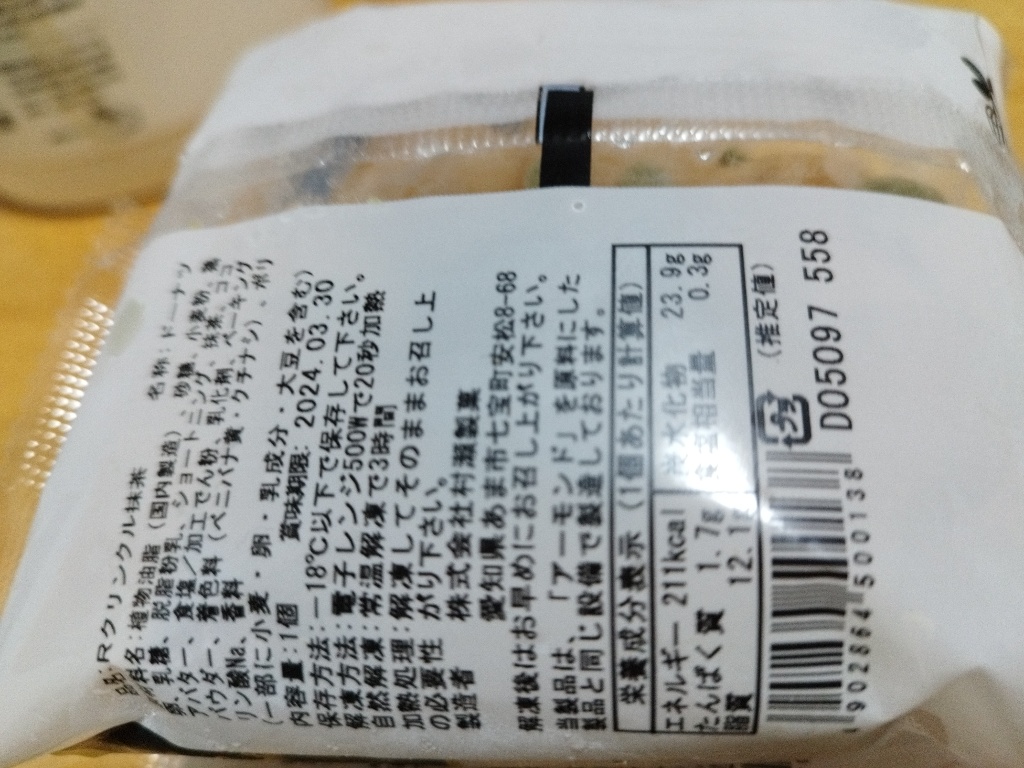 Rクリンクル抹茶 名称：ドーナツ
植物油脂（国内製造）、砂糖、小麦粉、
乳糖、脱脂粉乳、ショートニング、抹茶、ココ
アバター、食塩／加工でん粉、乳化剤、ベーキング
パウダー、着色料（ベニバナ黄・クチナシ）、ポリ
リン酸Na、香料
（一部に小麦・卵・乳成分・大豆を含む）
内容量：1個 賞味期限：2024.03.30
保存方法：−18℃以下で保存して下さい。
解凍方法：電子レンジ500Wで20秒加熱
自然解凍：常温解凍で3時間
加熱処理 解凍してそのままお召し上
の必要性 がり下さい。
製造者 株式会社村瀬製菓
愛知県あま市七宝町安松8-68
解凍後はお早めにお召し上がり下さい。
当製品は、「アーモンド」を原料にした
製品と同じ設備で製造しております。
栄養成分表示（1個あたり計算値）
エネルギー 211kcal 炭水化物 23.9g
たんぱく質 1.7g 食塩相当量 0.3g
脂質 12.1g
（推定値）
プラ
4902864500138 D05097 558